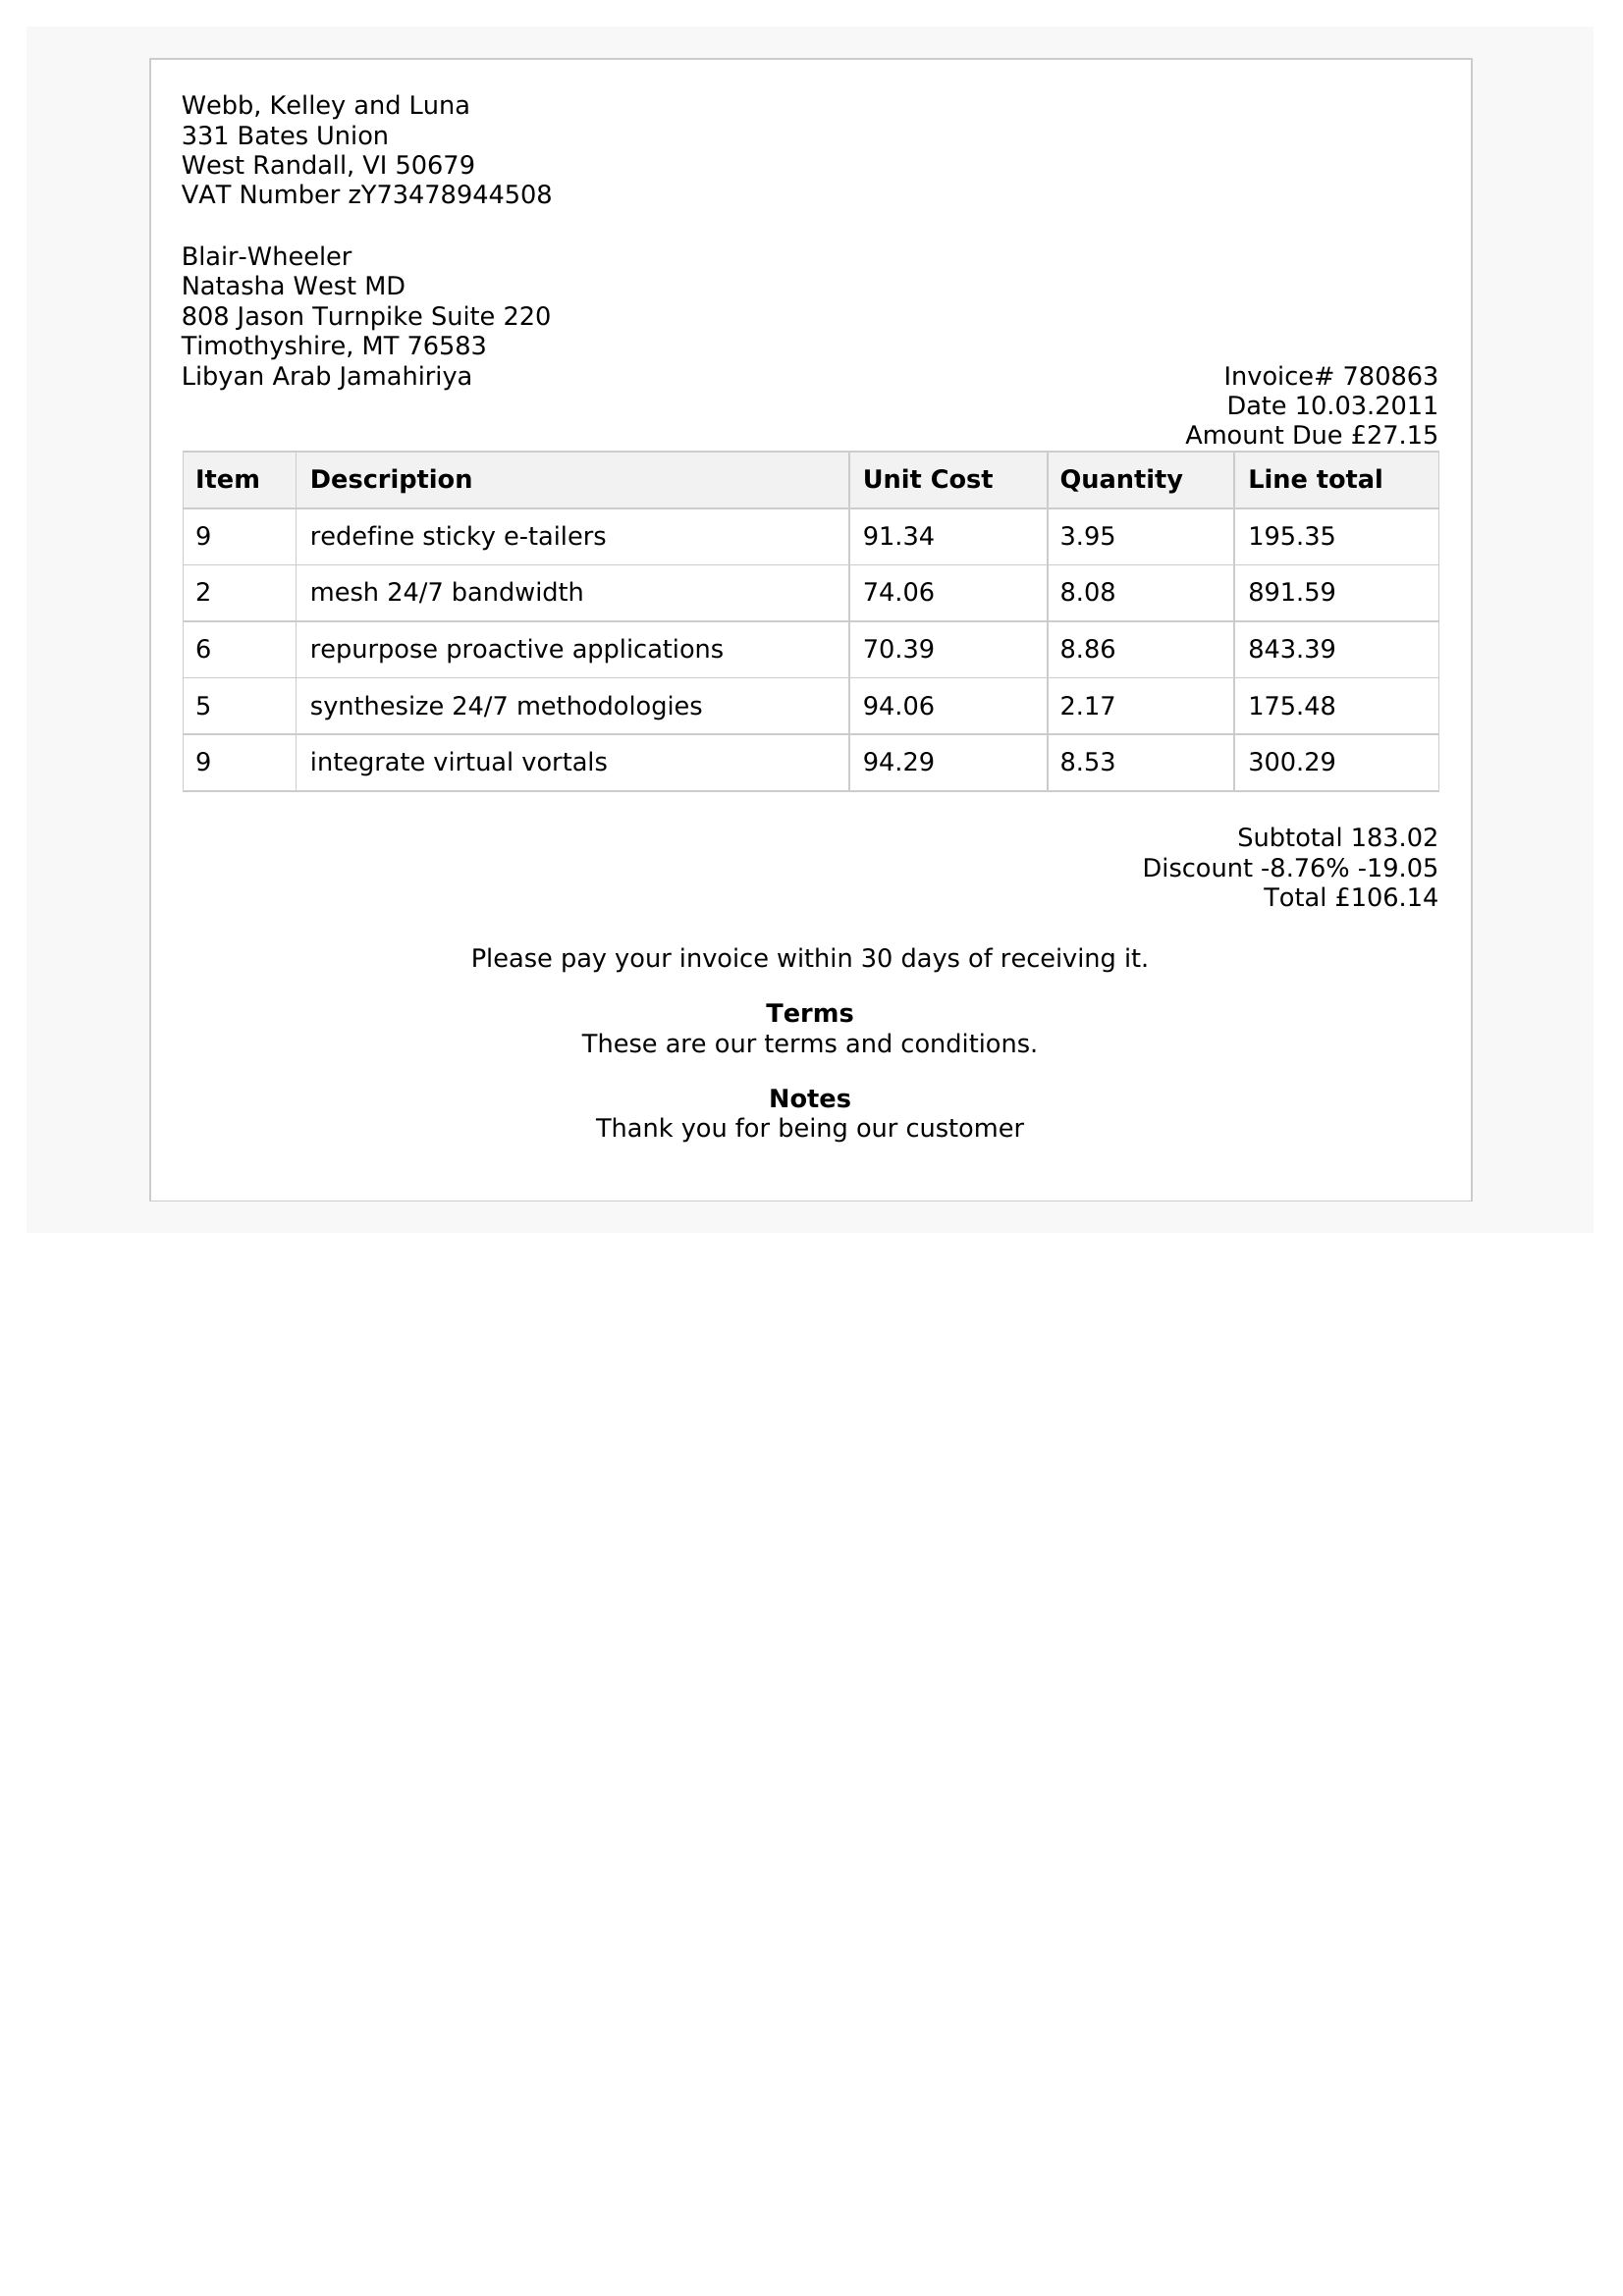 Webb, Kelley and Luna
331 Bates Union
West Randall, VI 50679
VAT Number zY73478944508
Blair-Wheeler
Natasha West MD
808 Jason Turnpike Suite 220
Timothyshire, MT 76583
Libyan Arab Jamahiriya
Invoice# 780863
Date 10.03.2011
Amount Due £27.15
Item Description Unit Cost Quantity Line total
9 redefine sticky e-tailers 91.34 3.95 195.35
2 mesh 24/7 bandwidth 74.06 8.08 891.59
6 repurpose proactive applications 70.39 8.86 843.39
5 synthesize 24/7 methodologies 94.06 2.17 175.48
9 integrate virtual vortals 94.29 8.53 300.29
Subtotal 183.02
Discount -8.76% -19.05
Total £106.14
Please pay your invoice within 30 days of receiving it.
Terms
These are our terms and conditions.
Notes
Thank you for being our customer